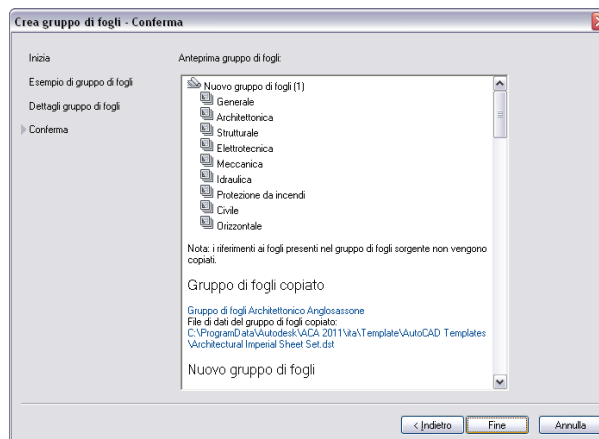 Crea gruppo di fogli - Conferma
Inizia
Esempio di gruppo di fogli
Dettagli gruppo di fogli
Conferma
Anteprima gruppo di fogli:
Nuovo gruppo di fogli (1)
Generale
Architettonica
Strutturale
Elettrotecnica
Meccanica
Idraulica
Protezione da incendi
Civile
Orizzontale
Nota: i riferimenti ai fogli presenti nel gruppo di fogli sorgente non vengono
copiati.
Gruppo di fogli copiato
Gruppo di fogli Architettonico Anglosassone
File di dati del gruppo di fogli copiato:
C:\ProgramData\Autodesk\ACA 2011\ita\Template\AutoCAD Templates
\Architectural Imperial Sheet Set.dst
Nuovo gruppo di fogli
< Indietro
Fine
Annulla